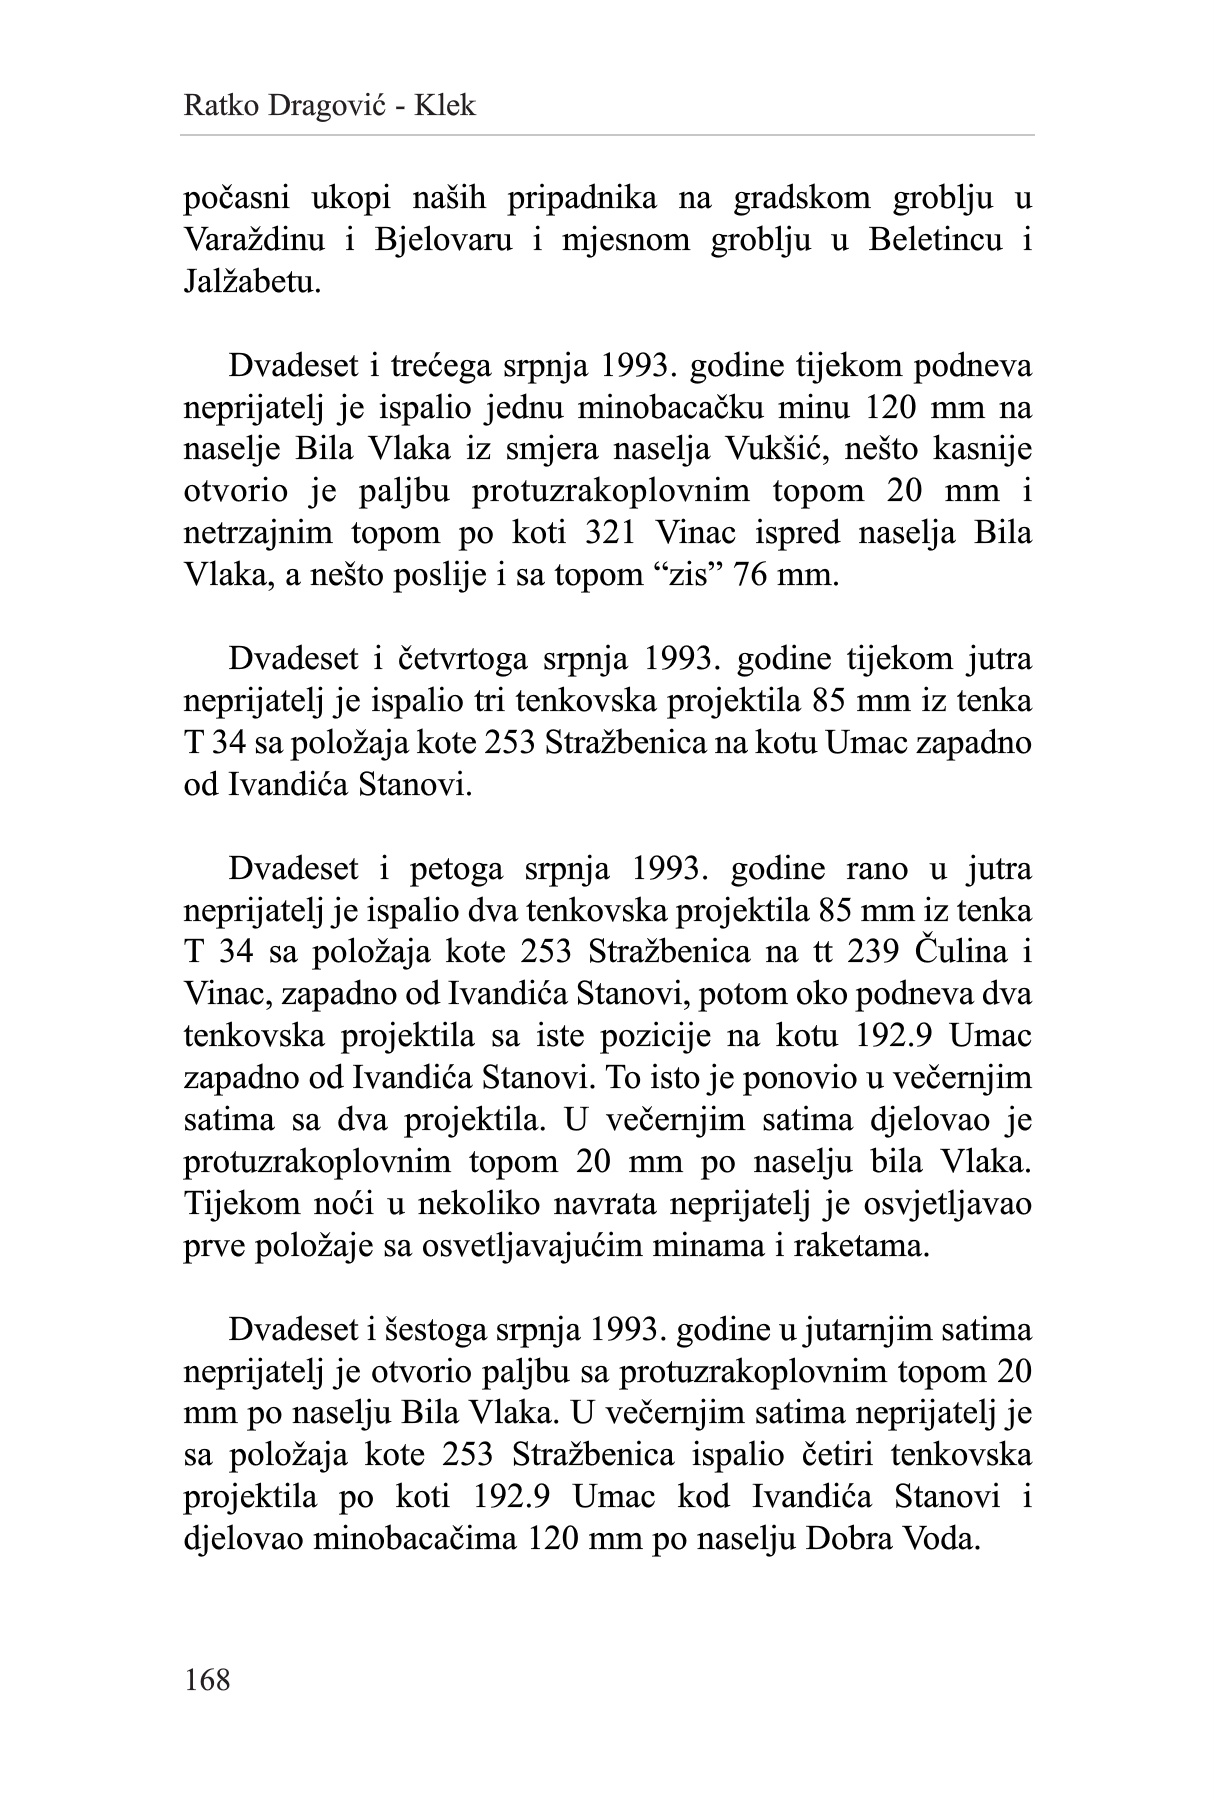 Ratko Dragović - Klek
počasni ukopi naših pripadnika na gradskom groblju u
Varaždinu i Bjelovaru i mjesnom groblju u Beletincu i
Jalžabetu.
Dvadeset i trećega srpnja 1993. godine tijekom podneva
neprijatelj je ispalio jednu minobacačku minu 120 mm na
naselje Bila Vlaka iz smjera naselja Vukšić, nešto kasnije
otvorio je paljbu protuzrakoplovnim topom 20 mm i
netrzajnim topom po koti 321 Vinac ispred naselja Bila
Vlaka, a nešto poslije i sa topom “zis” 76 mm.
Dvadeset i četvrtoga srpnja 1993. godine tijekom jutra
neprijatelj je ispalio tri tenkovska projektila 85 mm iz tenka
T 34 sa položaja kote 253 Stražbenica na kotu Umac zapadno
od Ivandića Stanovi.
Dvadeset i petoga srpnja 1993. godine rano u jutra
neprijatelj je ispalio dva tenkovska projektila 85 mm iz tenka
T 34 sa položaja kote 253 Stražbenica na tt 239 Čulina i
Vinac, zapadno od Ivandića Stanovi, potom oko podneva dva
tenkovska projektila sa iste pozicije na kotu 192.9 Umac
zapadno od Ivandića Stanovi. To isto je ponovio u večernjim
satima sa dva projektila. U večernjim satima djelovao je
protuzrakoplovnim topom 20 mm po naselju bila Vlaka.
Tijekom noći u nekoliko navrata neprijatelj je osvjetljavao
prve položaje sa osvetljavajućim minama i raketama.
Dvadeset i šestoga srpnja 1993. godine u jutarnjim satima
neprijatelj je otvorio paljbu sa protuzrakoplovnim topom 20
mm po naselju Bila Vlaka. U večernjim satima neprijatelj je
sa položaja kote 253 Stražbenica ispalio četiri tenkovska
projektila po koti 192.9 Umac kod Ivandića Stanovi i
djelovao minobacačima 120 mm po naselju Dobra Voda.
168